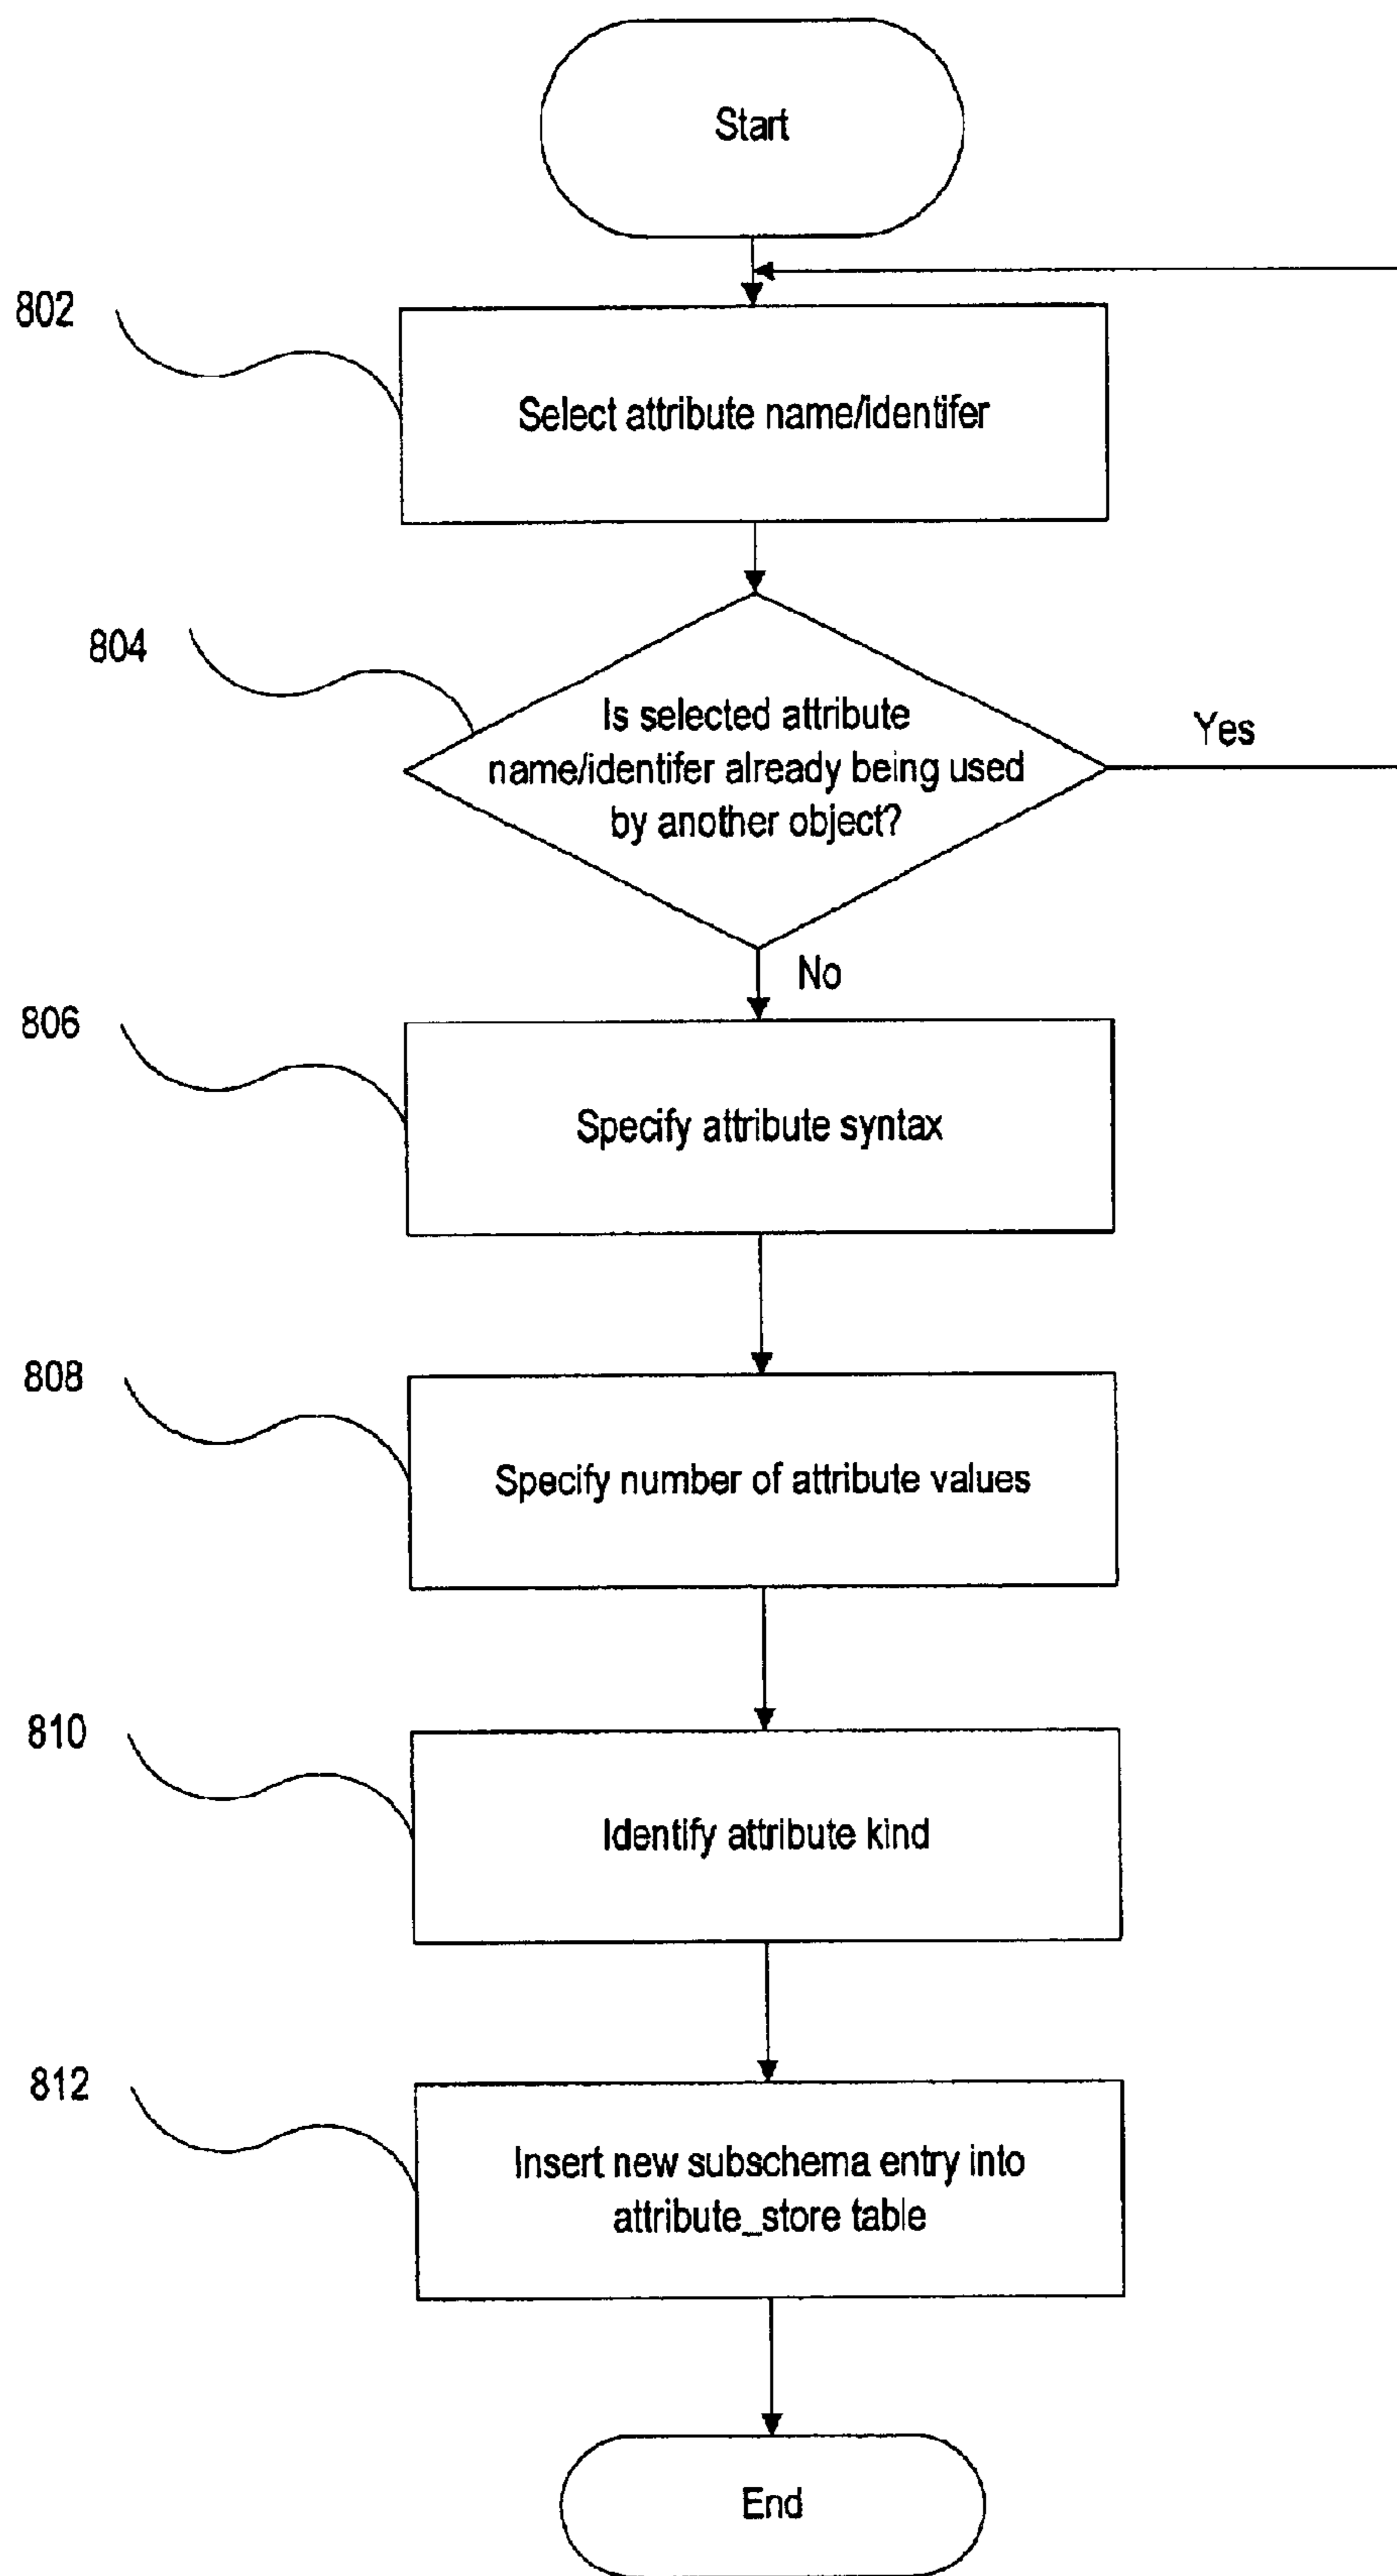 Start
802
Select attribute name/identifer
804
Is selected attribute
name/identifer already being used
by another object?
Yes
No
806
Specify attribute syntax
808
Specify number of attribute values
810
Identify attribute kind
812
Insert new subschema entry into
attribute_store table
End